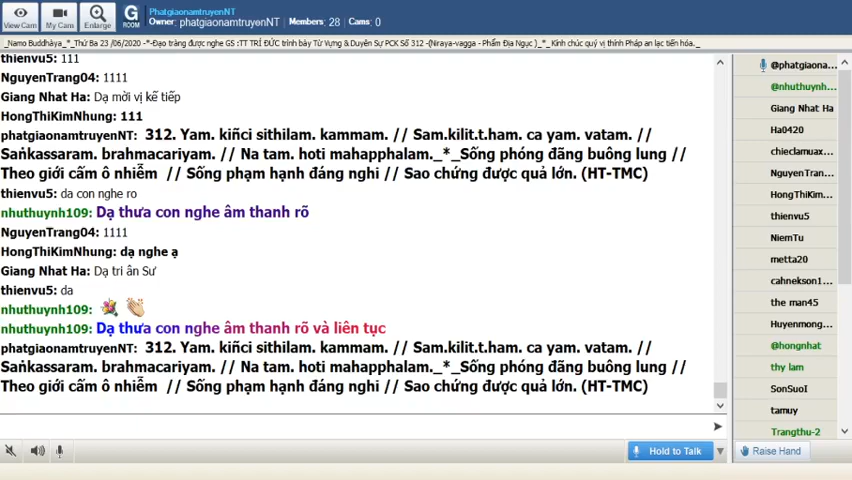 View Cam
My Cam
Enlarge
G
ROOM
PhatgiaonamtruyenNT
Owner: phatgiaonamtruyenNT Members: 28 Cams: 0
_Namo Buddhàya_*_Thứ Ba 23 /06/2020 -*-Đạo tràng được nghe GS :TT TRÍ ĐỨC trình bày Từ Vựng &Duyên Sự PCK Số 312 -(Niraya-vagga - Phẩm Địa Ngục )_*_ Kính chúc quý vị thính Pháp an lạc tiến hóa._
thienvu5: 111
NguyenTrang04: 1111
Giang Nhat Ha: Dạ mời vị kế tiếp
HongThiKimNhung: 111
phatgiaonamtruyenNT: 312. Yam. kiñci sithilam. kammam. // Sam.kilit.t.ham. ca yam. vatam. //
Saṅkassaram. brahmacariyam. // Na tam. hoti mahapphalam._*_Sống phóng đãng buông lung //
Theo giới cấm ô nhiễm // Sống phạm hạnh đáng nghi // Sao chứng được quả lớn. (HT-TMC)
thienvu5: da con nghe ro
nhuthuynh109: Dạ thưa con nghe âm thanh rõ
NguyenTrang04: 1111
HongThiKimNhung: dạ nghe ạ
Giang Nhat Ha: Dạ tri ân Sư
thienvu5: da
nhuthuynh109:
nhuthuynh109: Dạ thưa con nghe âm thanh rõ và liên tục
phatgiaonamtruyenNT: 312. Yam. kiñci sithilam. kammam. // Sam.kilit.t.ham. ca yam. vatam. //
Saṅkassaram. brahmacariyam. // Na tam. hoti mahapphalam._*_Sống phóng đãng buông lung //
Theo giới cấm ô nhiễm // Sống phạm hạnh đáng nghi // Sao chứng được quả lớn. (HT-TMC)
@phatgiaona...
@nhuthuynh...
Giang Nhat Ha
Ha0420
chieclamuax...
NguyenTran...
HongThiKim...
thienvu5
NiemTu
metta20
cahnekson1...
the man45
Huyenmong...
@hongnhat
thy lam
SonSuoI
tamuy
Trangthu-2
Hold to Talk
Raise Hand